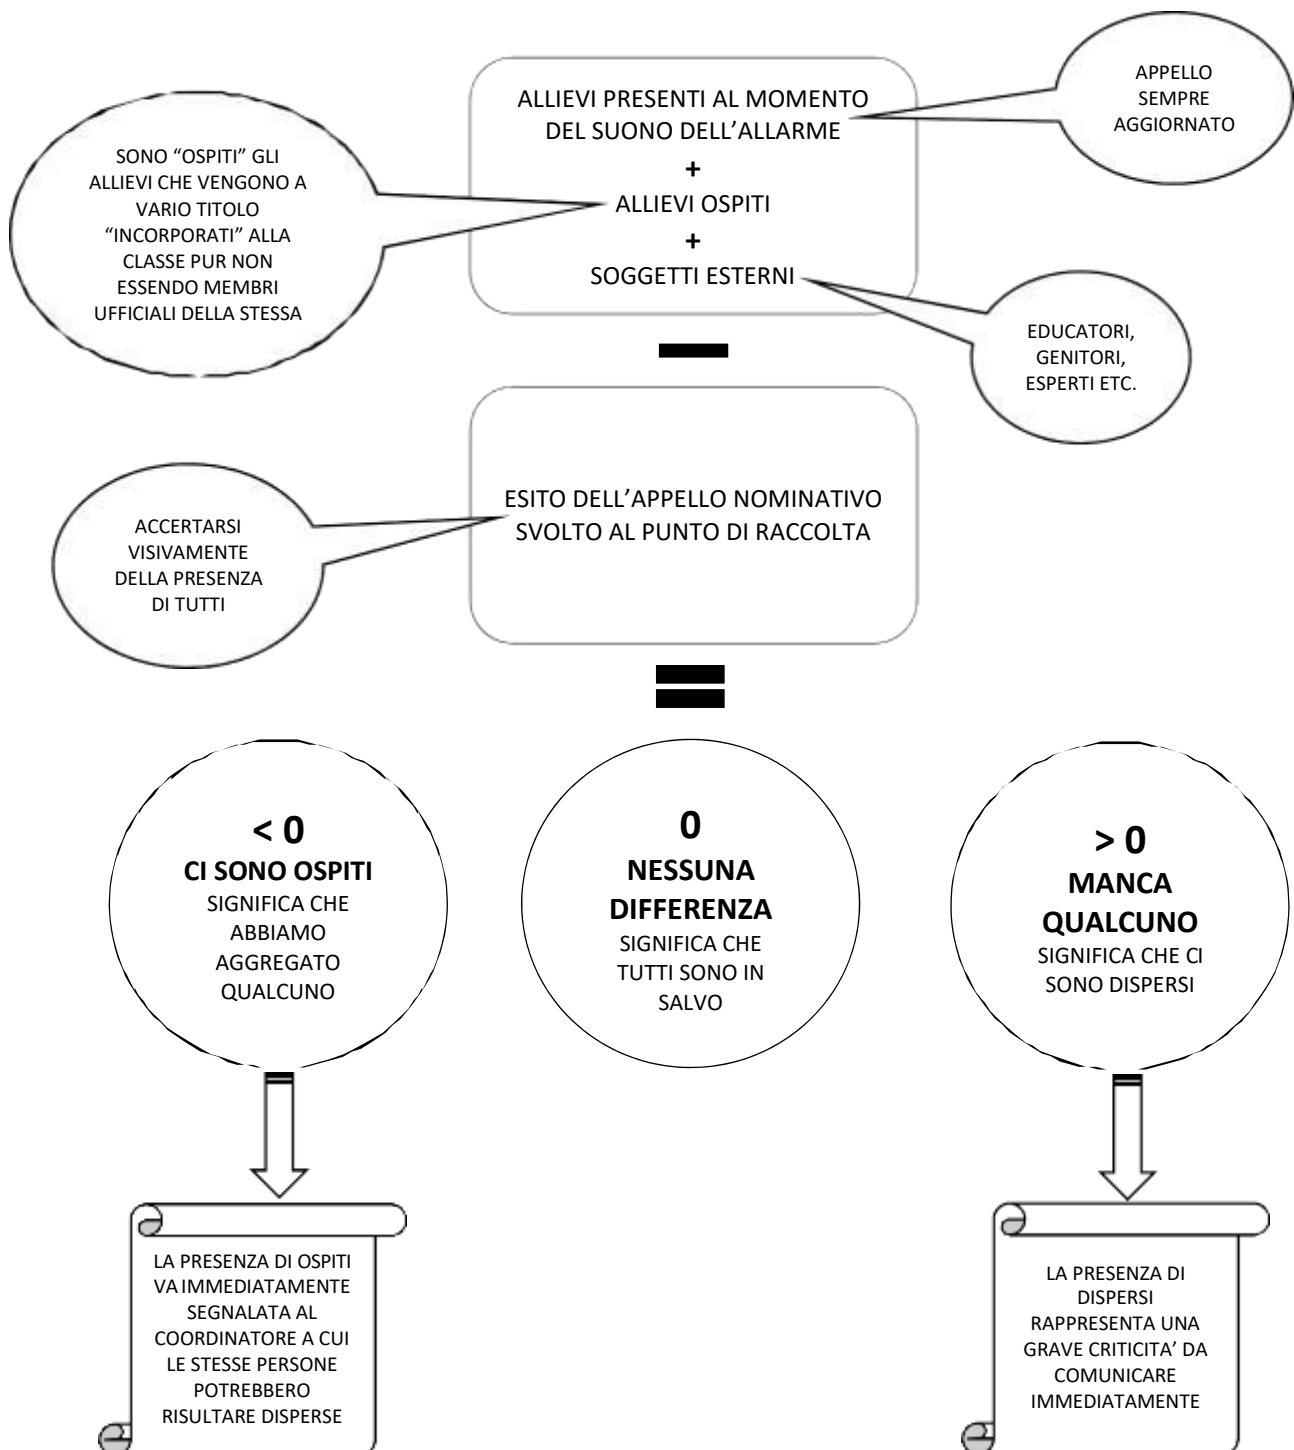 ALLIEVI PRESENTI AL MOMENTO
DEL SUONO DELL’ALLARME
+
ALLIEVI OSPITI
+
SOGGETTI ESTERNI
APPELLO
SEMPRE
AGGIORNATO
SONO “OSPITI” GLI
ALLIEVI CHE VENGONO A
VARIO TITOLO
“INCORPORATI” ALLA
CLASSE PUR NON
ESSENDO MEMBRI
UFFICIALI DELLA STESSA
EDUCATORI,
GENITORI,
ESPERTI ETC.
ESITO DELL’APPELLO NOMINATIVO
SVOLTO AL PUNTO DI RACCOLTA
ACCERTARSI
VISIVAMENTE
DELLA PRESENZA
DI TUTTI
< 0
CI SONO OSPITI
SIGNIFICA CHE
ABBIAMO
AGGREGATO
QUALCUNO
0
NESSUNA
DIFFERENZA
SIGNIFICA CHE
TUTTI SONO IN
SALVO
> 0
MANCA
QUALCUNO
SIGNIFICA CHE CI
SONO DISPERSI
LA PRESENZA DI OSPITI
VA IMMEDIATAMENTE
SEGNALATA AL
COORDINATORE A CUI
LE STESSE PERSONE
POTREBBERO
RISULTARE DISPERSE
LA PRESENZA DI
DISPERSI
RAPPRESENTA UNA
GRAVE CRITICITA’ DA
COMUNICARE
IMMEDIATAMENTE